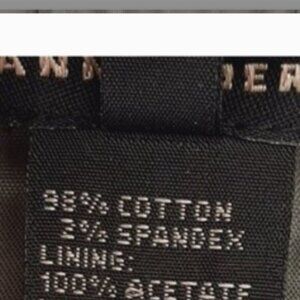 98% COTTON
2% SPANDEX
LINING:
100% ACETATE